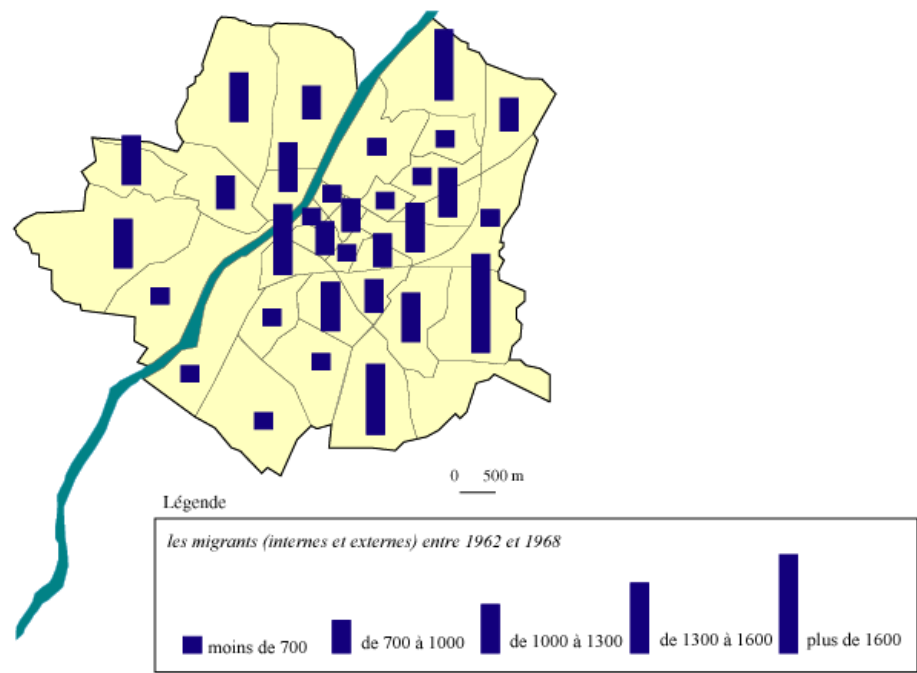 0 500 m
Légende
les migrants (internes et externes) entre 1962 et 1968
moins de 700 de 700 à 1000 de 1000 à 1300 de 1300 à 1600 plus de 1600